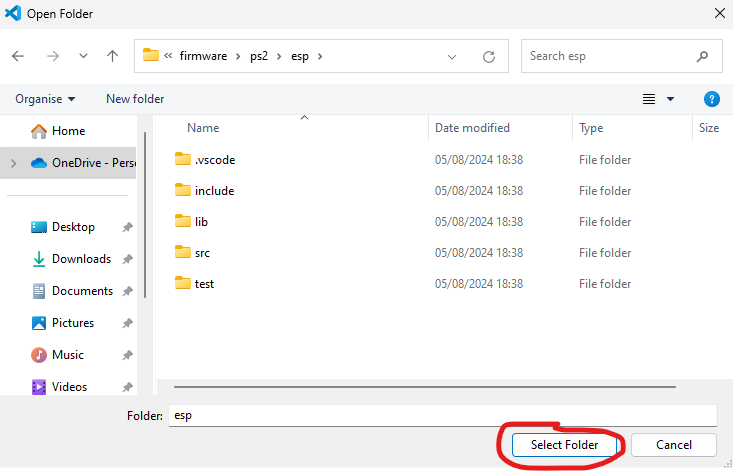 Open Folder
« firmware › ps2 › esp ›
Search esp
Organise
New folder
Name
Date modified
Type
Size
Home
OneDrive - Perso
Desktop
Downloads
Documents
Pictures
Music
Videos
.vscode 05/08/2024 18:38 File folder
include 05/08/2024 18:38 File folder
lib 05/08/2024 18:38 File folder
src 05/08/2024 18:38 File folder
test 05/08/2024 18:38 File folder
Folder: esp
Select Folder
Cancel